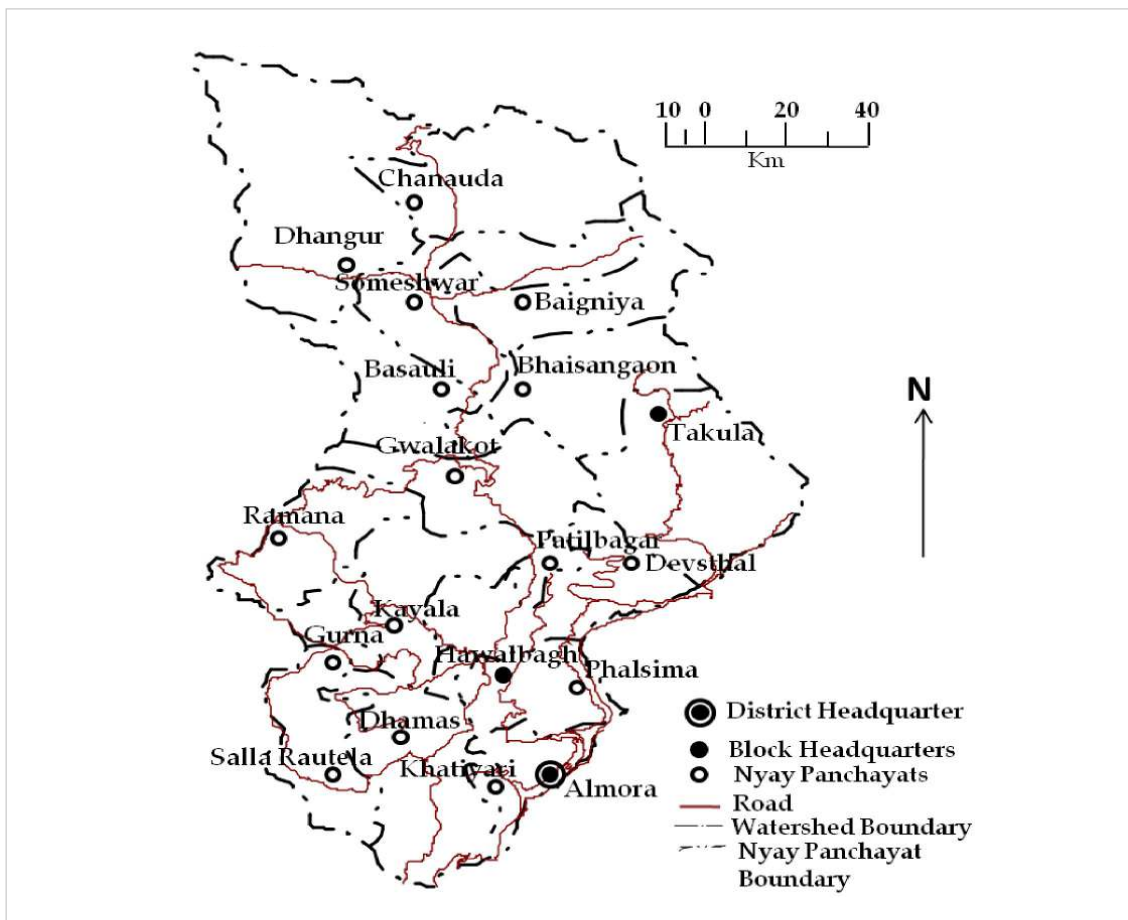 10 0 20 40
Km
Chanauda
Dhangur
Someshwar
Baigniya
Basauli
Bhaisangaon
N
Takula
Gwalakot
Ramana
Patilbagar
Devsthal
Kayala
Gurna
Hawalbagh
Phalsima
Dhamas
Salla Rautela
Khatiyari
Almora
District Headquarter
Block Headquarters
Nyay Panchayats
Road
Watershed Boundary
Nyay Panchayat
Boundary